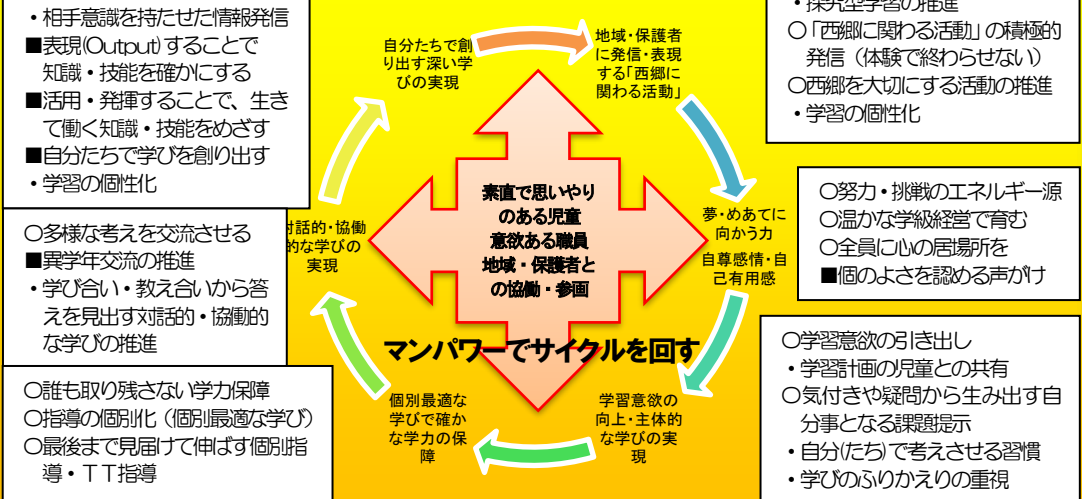 ・相手意識を持たせた情報発信
■表現(Output)することで
知識・技能を確かにする
■活用・発揮することで、生き
て働く知識・技能をめざす
■自分たちで学びを創り出す
・学習の個性化
○多様な考えを交流させる
■異学年交流の推進
・学び合い・教え合いから答
えを見出す対話的・協働的
な学びの推進
○誰も取り残さない学力保障
○指導の個別化（個別最適な学び）
○最後まで見届けて伸ばす個別指
導・ＴＴ指導
自分たちで創
り出す深い学
びの実現
地域・保護者
に発信・表現
する「西郷に
関わる活動」
夢・めあてに
向かう力
自尊感情・自
己有用感
学習意欲の
向上・主体的
な学びの実
現
個別最適な
学びで確か
な学力の保
障
対話的・協働
的な学びの
実現
素直で思いやり
のある児童
意欲ある職員
地域・保護者と
の協働・参画
マンパワーでサイクルを回す
・探究型学習の推進
○「西郷に関わる活動」の積極的
発信（体験で終わらせない）
○西郷を大切にする活動の推進
・学習の個性化
○努力・挑戦のエネルギー源
○温かな学級経営で育む
○全員に心の居場所を
■個のよさを認める声がけ
○学習意欲の引き出し
・学習計画の児童との共有
○気付きや疑問から生み出す自
分事となる課題提示
・自分(たち)で考えさせる習慣
・学びのふりかえりの重視